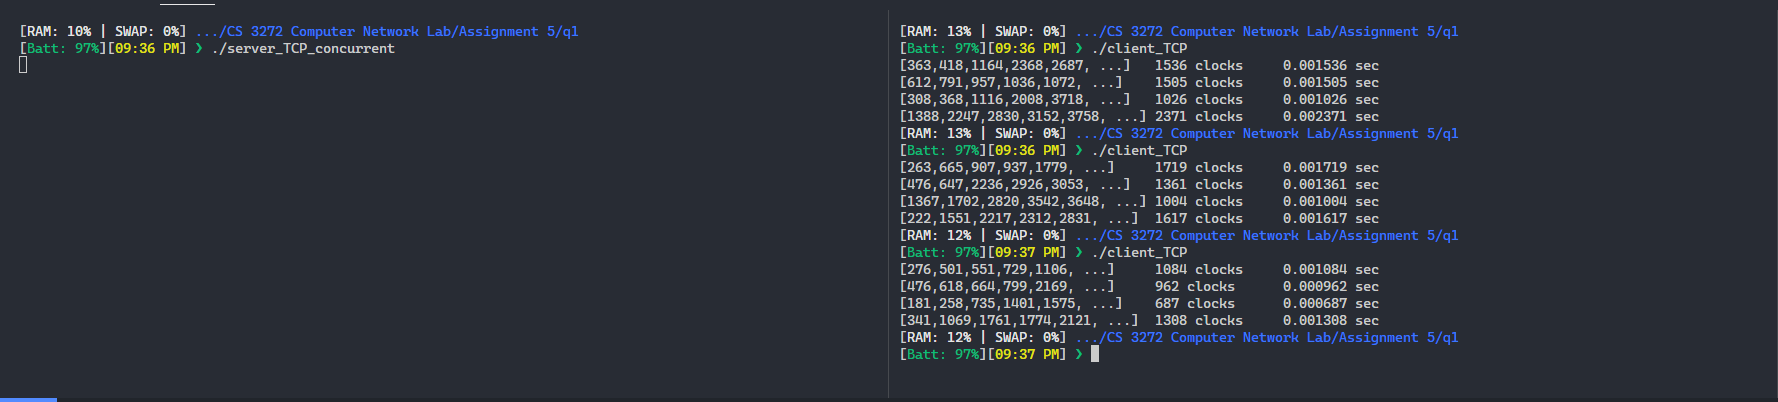 [RAM: 10% | SWAP: 0%] .../CS 3272 Computer Network Lab/Assignment 5/q1
[Batt: 97%][09:36 PM] ❯ ./server_TCP_concurrent
[RAM: 13% | SWAP: 0%] .../CS 3272 Computer Network Lab/Assignment 5/q1
[Batt: 97%][09:36 PM] ❯ ./client_TCP
[363,418,1164,2368,2687, ...]   1536 clocks     0.001536 sec
[612,791,957,1036,1072, ...]    1505 clocks     0.001505 sec
[308,368,1116,2008,3718, ...]   1026 clocks     0.001026 sec
[1388,2247,2830,3152,3758, ...] 2371 clocks     0.002371 sec
[RAM: 13% | SWAP: 0%] .../CS 3272 Computer Network Lab/Assignment 5/q1
[Batt: 97%][09:36 PM] ❯ ./client_TCP
[263,665,907,937,1779, ...]     1719 clocks     0.001719 sec
[476,647,2236,2926,3053, ...]   1361 clocks     0.001361 sec
[1367,1702,2820,3542,3648, ...] 1004 clocks     0.001004 sec
[222,1551,2217,2312,2831, ...]  1617 clocks     0.001617 sec
[RAM: 12% | SWAP: 0%] .../CS 3272 Computer Network Lab/Assignment 5/q1
[Batt: 97%][09:37 PM] ❯ ./client_TCP
[276,501,551,729,1106, ...]     1084 clocks     0.001084 sec
[476,618,664,799,2169, ...]     962 clocks      0.000962 sec
[181,258,735,1401,1575, ...]    687 clocks      0.000687 sec
[341,1069,1761,1774,2121, ...]  1308 clocks     0.001308 sec
[RAM: 12% | SWAP: 0%] .../CS 3272 Computer Network Lab/Assignment 5/q1
[Batt: 97%][09:37 PM] ❯